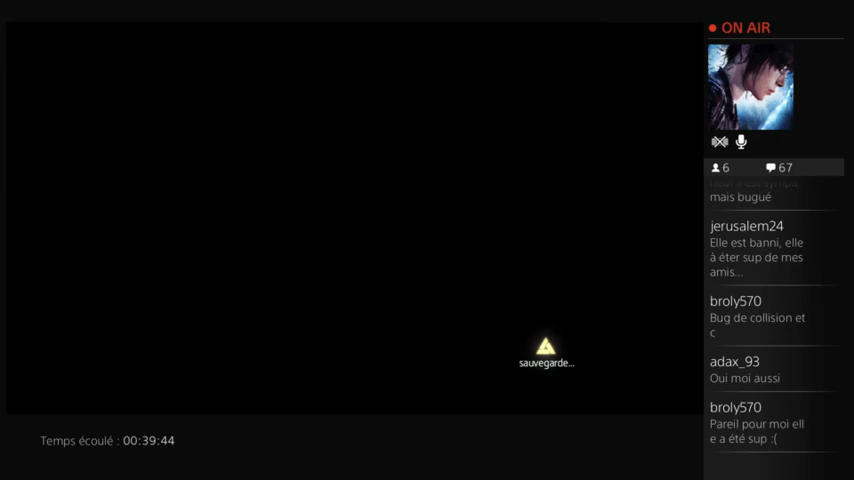 ON AIR
6 67
mais bugué
jerusalem24
Elle est banni, elle
à éter sup de mes
amis...
broly570
Bug de collision et
c
adax_93
Oui moi aussi
broly570
Pareil pour moi ell
e a été sup :(
sauvegarde...
Temps écoulé : 00:39:44